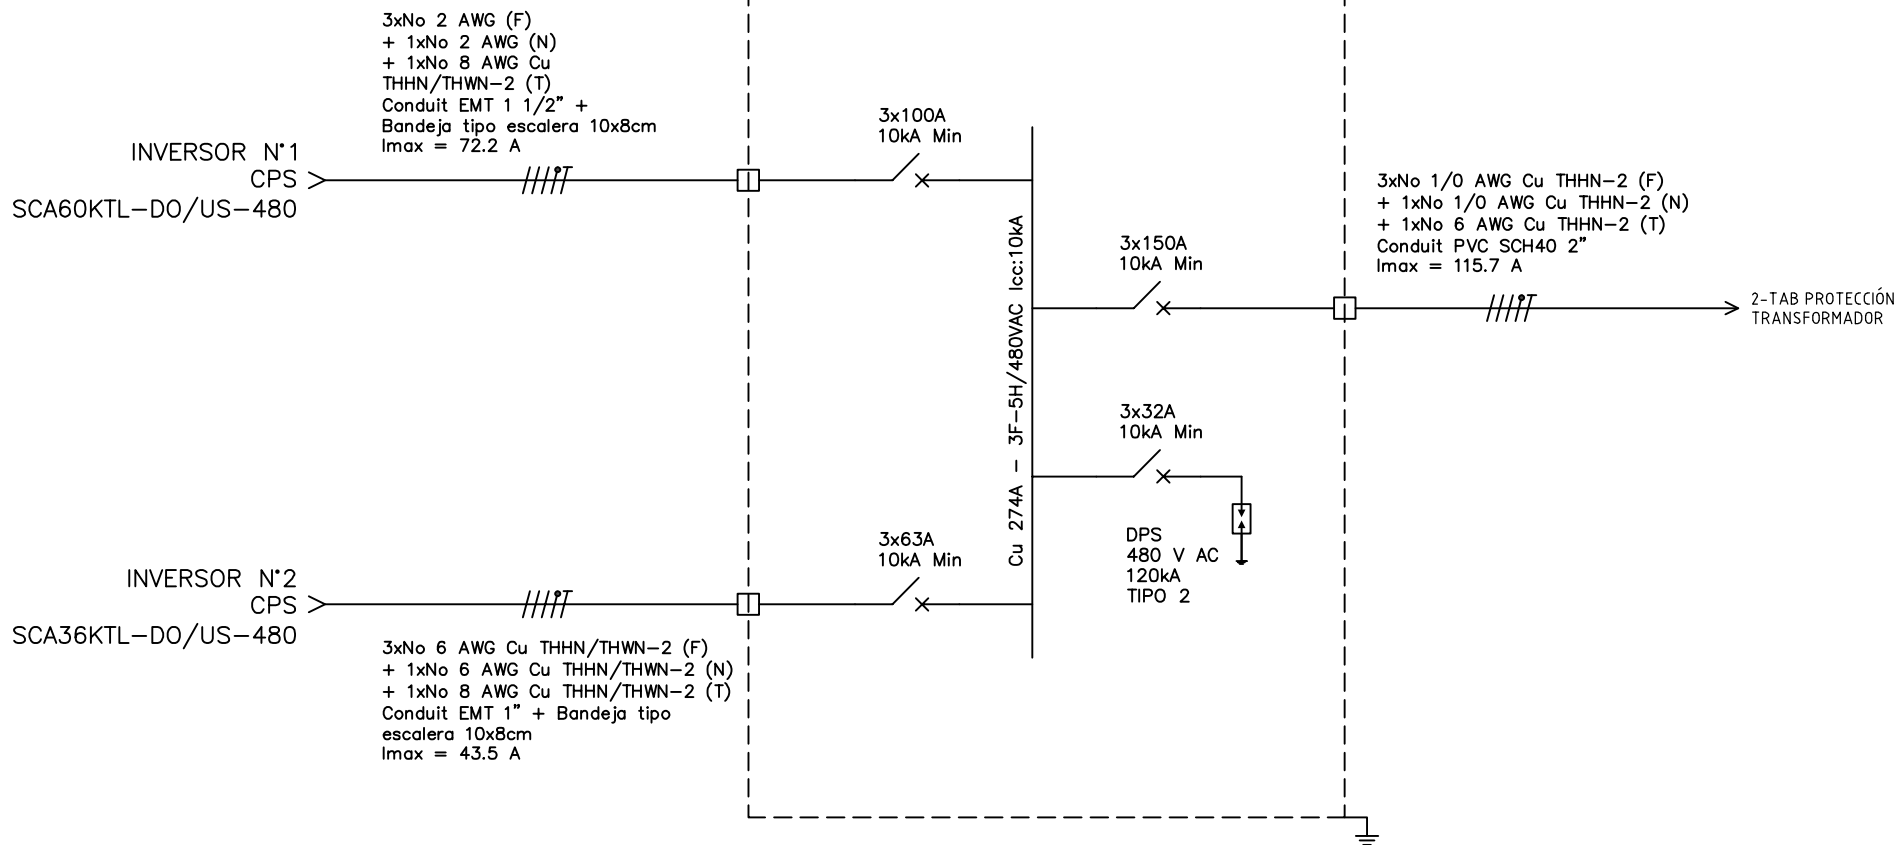 3xNo 2 AWG (F)
+ 1xNo 2 AWG (N)
+ 1xNo 8 AWG Cu
THHN/THWN-2 (T)
Conduit EMT 1 1/2" +
Bandeja tipo escalera 10x8cm
Imax = 72.2 A
INVERSOR N°1
CPS
SCA60KTL-DO/US-480
3x100A
10kA Min
3xNo 1/0 AWG Cu THHN-2 (F)
+ 1xNo 1/0 AWG Cu THHN-2 (N)
+ 1xNo 6 AWG Cu THHN-2 (T)
Conduit PVC SCH40 2"
Imax = 115.7 A
3x150A
10kA Min
2-TAB PROTECCIÓN
TRANSFORMADOR
Cu 274A - 3F-5H/480VAC Icc:10kA
3x32A
10kA Min
DPS
480 V AC
120kA
TIPO 2
3x63A
10kA Min
INVERSOR N°2
CPS
SCA36KTL-DO/US-480
3xNo 6 AWG Cu THHN/THWN-2 (F)
+ 1xNo 6 AWG Cu THHN/THWN-2 (N)
+ 1xNo 8 AWG Cu THHN/THWN-2 (T)
Conduit EMT 1" + Bandeja tipo
escalera 10x8cm
Imax = 43.5 A